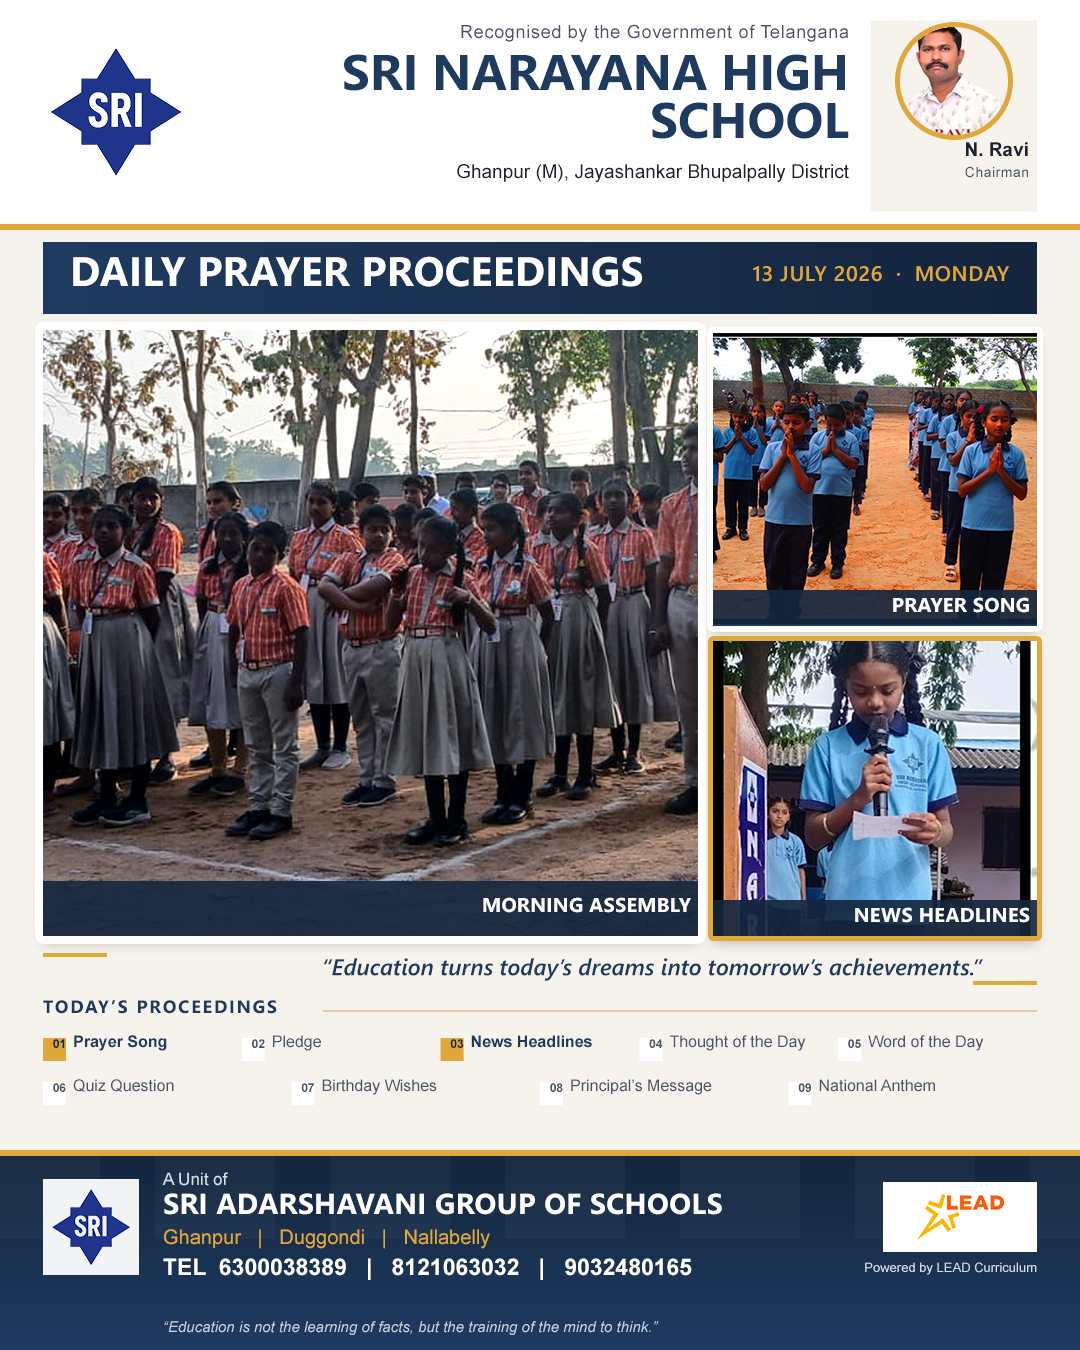 SRI
Recognised by the Government of Telangana
SRI NARAYANA HIGH
SCHOOL
Ghanpur (M), Jayashankar Bhupalpally District
N. Ravi
Chairman
DAILY PRAYER PROCEEDINGS
13 JULY 2026 · MONDAY
PRAYER SONG
MORNING ASSEMBLY
NEWS HEADLINES
“Education turns today’s dreams into tomorrow’s achievements.”
TODAY’S PROCEEDINGS
01 Prayer Song
02 Pledge
03 News Headlines
04 Thought of the Day
05 Word of the Day
06 Quiz Question
07 Birthday Wishes
08 Principal’s Message
09 National Anthem
SRI
A Unit of
SRI ADARSHAVANI GROUP OF SCHOOLS
Ghanpur | Duggondi | Nallabelly
TEL 6300038389 | 8121063032 | 9032480165
“Education is not the learning of facts, but the training of the mind to think.”
LEAD
Powered by LEAD Curriculum